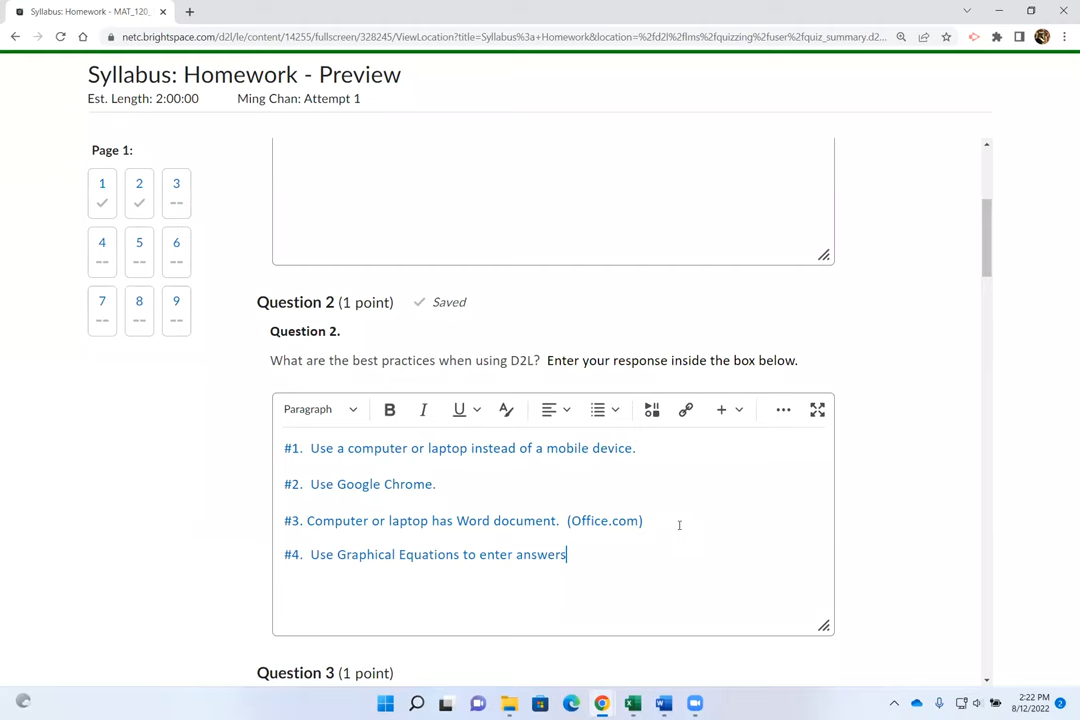 Syllabus: Homework - MAT_120_
netc.brightspace.com/d2l/le/content/14255/fullscreen/328245/ViewLocation?title=Syllabus%3a+Homework&location=%2fd2l%2flms%2fquizzing%2fuser%2fquiz_summary.d2...
Syllabus: Homework - Preview
Est. Length: 2:00:00 Ming Chan: Attempt 1
Page 1:
1 2 3
-- 
4 5 6
-- -- --
7 8 9
-- -- --
Question 2 (1 point) Saved
Question 2.
What are the best practices when using D2L? Enter your response inside the box below.
Paragraph B I U A + ...
#1. Use a computer or laptop instead of a mobile device.
#2. Use Google Chrome.
#3. Computer or laptop has Word document. (Office.com)
#4. Use Graphical Equations to enter answers
Question 3 (1 point)
2:22 PM
8/12/2022 2